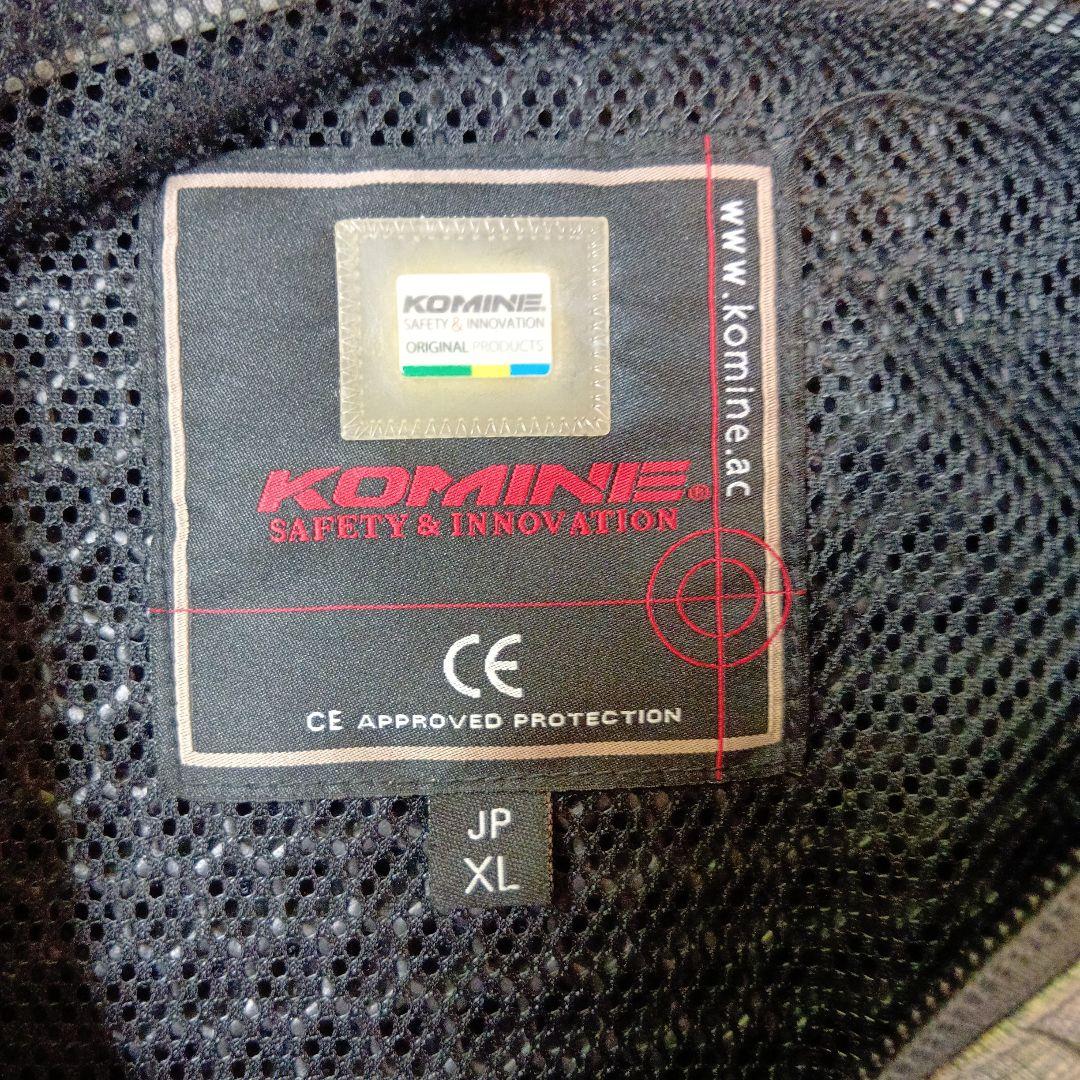 KOMINE
SAFETY & INNOVATION
ORIGINAL PRODUCTS
www.komine.ac
KOMINE®
SAFETY & INNOVATION
CE
CE APPROVED PROTECTION
JP
XL